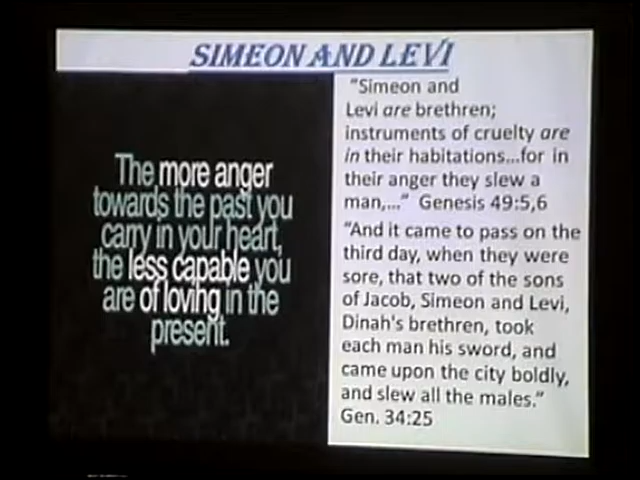 SIMEON AND LEVI
The more anger
towards the past you
carry in your heart,
the less capable you
are of loving in the
present.
"Simeon and
Levi are brethren;
instruments of cruelty are
in their habitations...for in
their anger they slew a
man,..." Genesis 49:5,6
"And it came to pass on the
third day, when they were
sore, that two of the sons
of Jacob, Simeon and Levi,
Dinah's brethren, took
each man his sword, and
came upon the city boldly,
and slew all the males."
Gen. 34:25